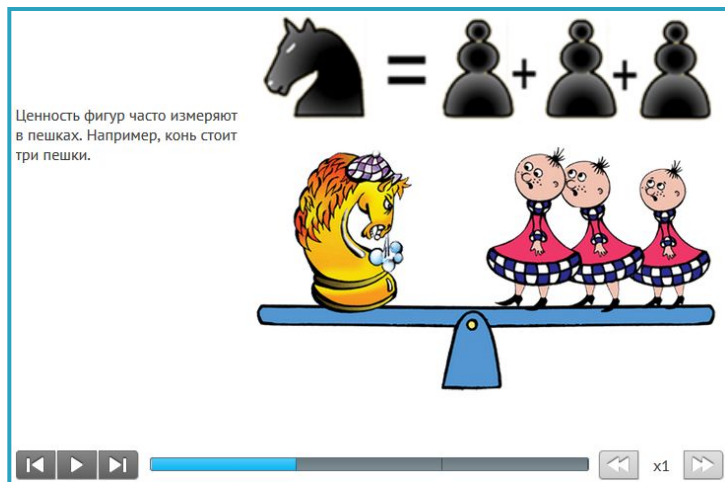 Ценность фигур часто измеряют
в пешках. Например, конь стоит
три пешки.
= + +
x1